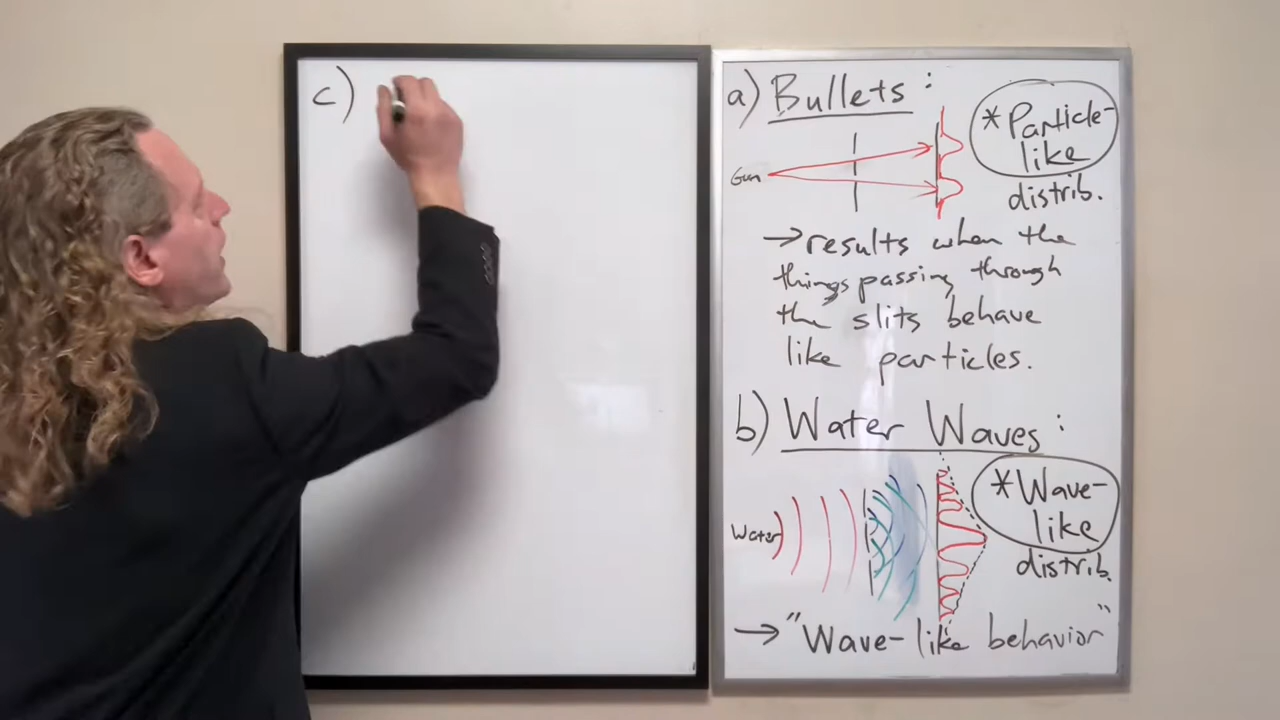 c)
a) Bullets:
*Particle-
like
distrib.
Gun
→results when the
things passing through
the slits behave
like particles.
b) Water Waves:
*Wave-
like
distrib.
Water
→ "Wave-like behavior"